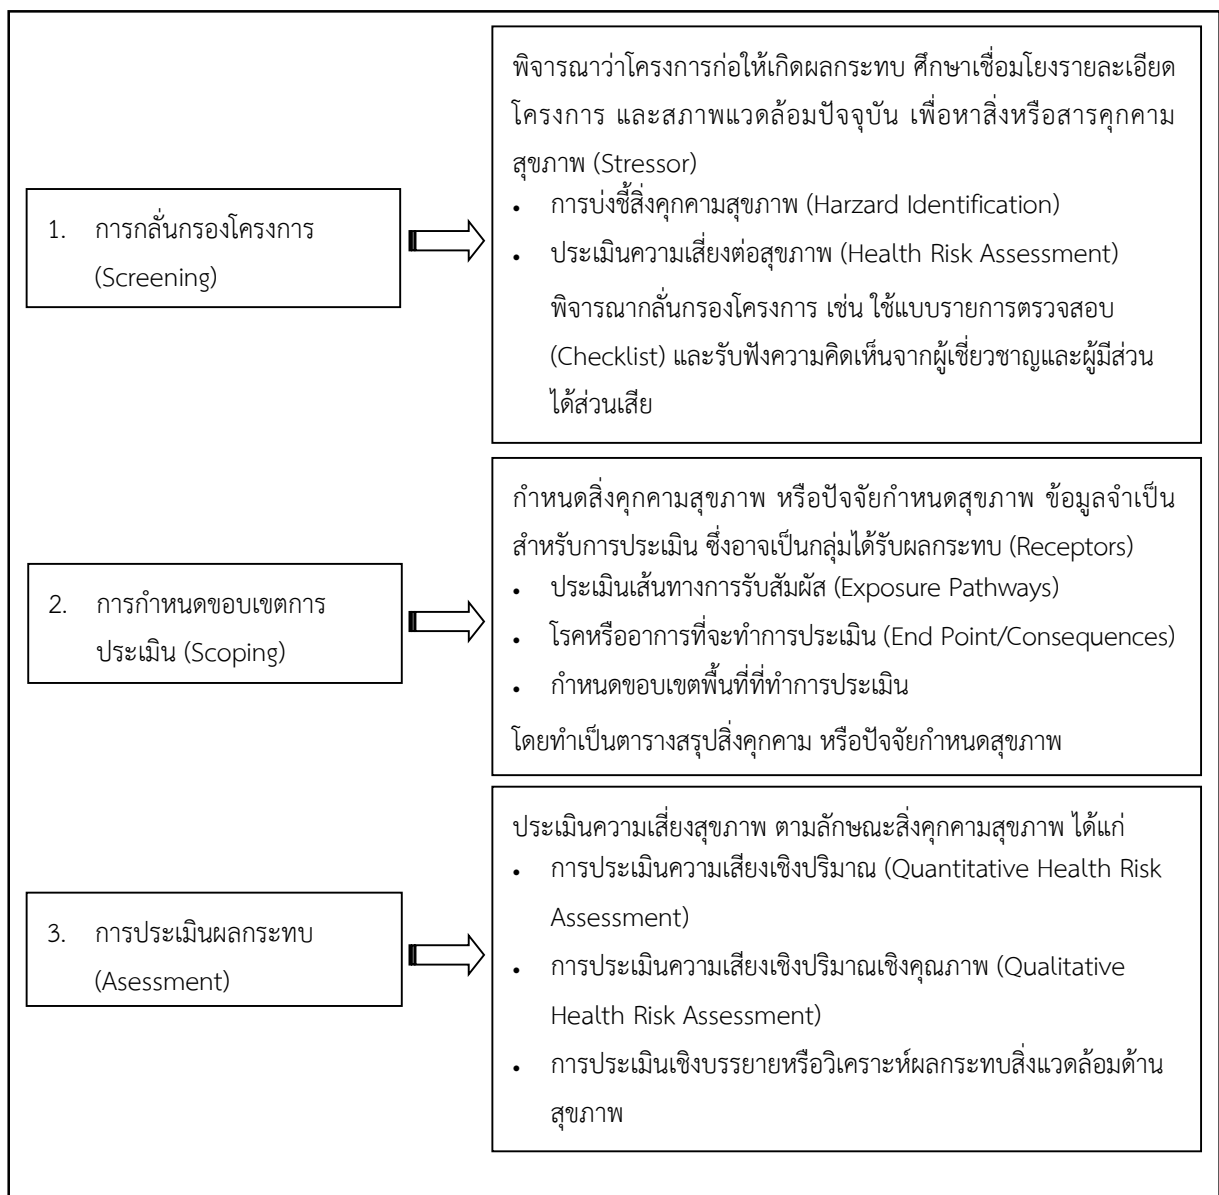 พิจารณาว่าโครงการก่อให้เกิดผลกระทบ ศึกษาเชื่อมโยงรายละเอียด
โครงการ และสภาพแวดล้อมปัจจุบัน เพื่อหาสิ่งหรือสารคุกคาม
สุขภาพ (Stressor)
• การบ่งชี้สิ่งคุกคามสุขภาพ (Harzard Identification)
• ประเมินความเสี่ยงต่อสุขภาพ (Health Risk Assessment)
พิจารณากลั่นกรองโครงการ เช่น ใช้แบบรายการตรวจสอบ
(Checklist) และรับฟังความคิดเห็นจากผู้เชี่ยวชาญและผู้มีส่วน
ได้ส่วนเสีย
1. การกลั่นกรองโครงการ
(Screening)
กำหนดสิ่งคุกคามสุขภาพ หรือปัจจัยกำหนดสุขภาพ ข้อมูลจำเป็น
สำหรับการประเมิน ซึ่งอาจเป็นกลุ่มได้รับผลกระทบ (Receptors)
• ประเมินเส้นทางการรับสัมผัส (Exposure Pathways)
• โรคหรืออาการที่จะทำการประเมิน (End Point/Consequences)
• กำหนดขอบเขตพื้นที่ที่ทำการประเมิน
โดยทำเป็นตารางสรุปสิ่งคุกคาม หรือปัจจัยกำหนดสุขภาพ
2. การกำหนดขอบเขตการ
ประเมิน (Scoping)
ประเมินความเสี่ยงสุขภาพ ตามลักษณะสิ่งคุกคามสุขภาพ ได้แก่
• การประเมินความเสียงเชิงปริมาณ (Quantitative Health Risk
Assessment)
• การประเมินความเสียงเชิงปริมาณเชิงคุณภาพ (Qualitative
Health Risk Assessment)
• การประเมินเชิงบรรยายหรือวิเคราะห์ผลกระทบสิ่งแวดล้อมด้าน
สุขภาพ
3. การประเมินผลกระทบ
(Asessment)